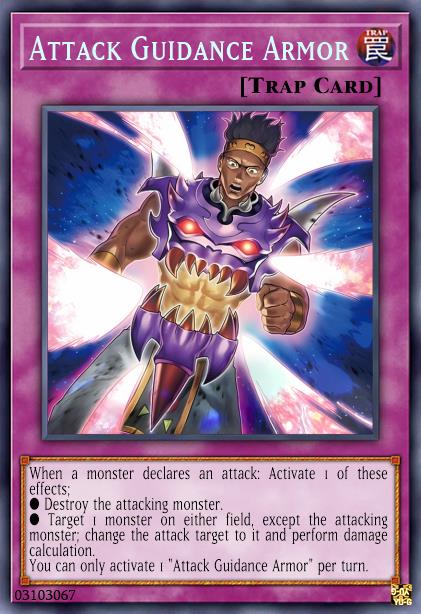 Attack Guidance Armor
TRAP
罠
[Trap Card]
When a monster declares an attack: Activate 1 of these
effects;
● Destroy the attacking monster.
● Target 1 monster on either field, except the attacking
monster; change the attack target to it and perform damage
calculation.
You can only activate 1 "Attack Guidance Armor" per turn.
03103067